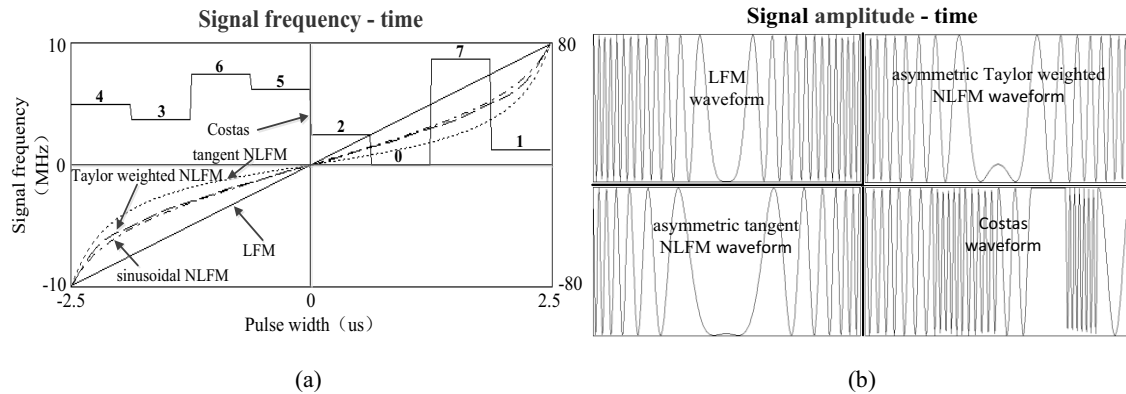 Signal frequency - time
10
80
7
6
5
4
3
Costas
2
0
1
tangent NLFM
Taylor weighted NLFM
LFM
sinusoidal NLFM
0
-10
-80
-2.5
0
2.5
Signal frequency
（MHz）
Pulse width（us）
(a)
Signal amplitude - time
LFM
waveform
asymmetric Taylor weighted
NLFM waveform
asymmetric tangent
NLFM waveform
Costas
waveform
(b)